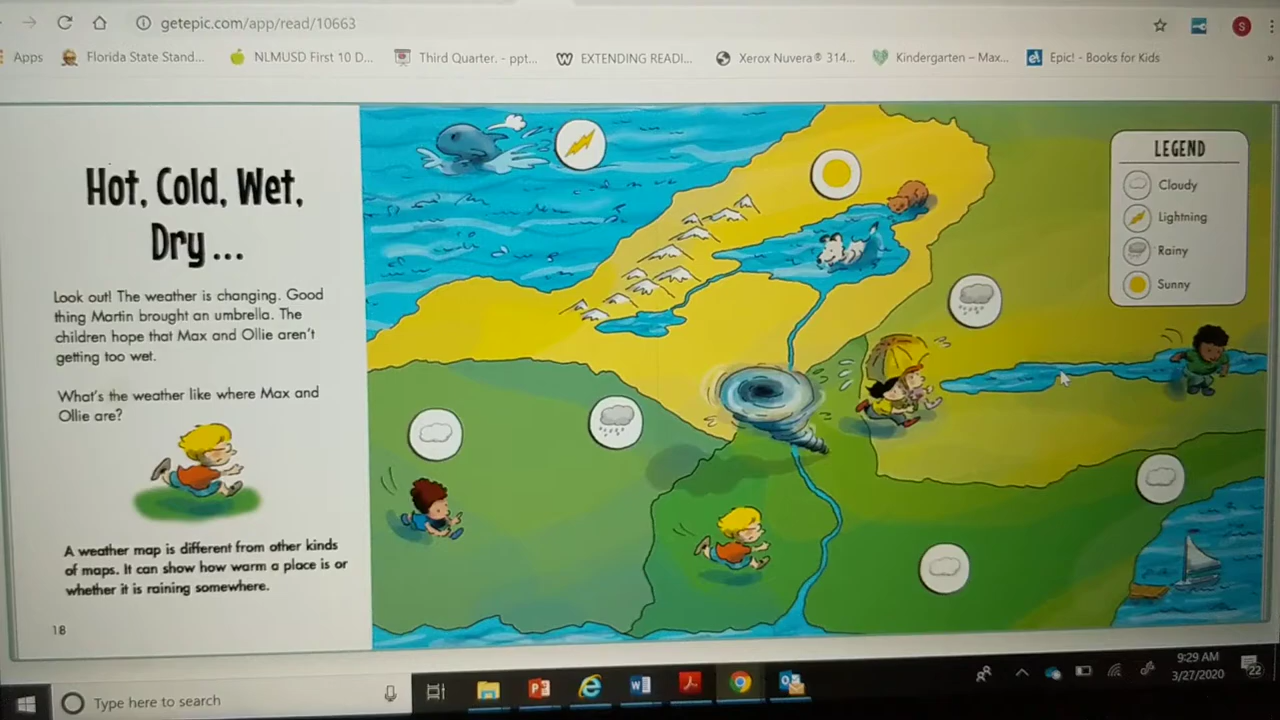 getepic.com/app/read/10663
S
Apps
Florida State Stand...
NLMUSD First 10 D...
Third Quarter. - ppt...
EXTENDING READI...
Xerox Nuvera® 314...
Kindergarten – Max...
Epic! - Books for Kids
»
Hot, Cold, Wet,
Dry ...
Look out! The weather is changing. Good
thing Martin brought an umbrella. The
children hope that Max and Ollie aren't
getting too wet.
What's the weather like where Max and
Ollie are?
A weather map is different from other kinds
of maps. It can show how warm a place is or
whether it is raining somewhere.
18
LEGEND
Cloudy
Lightning
Rainy
Sunny
Type here to search
9:29 AM
3/27/2020
22